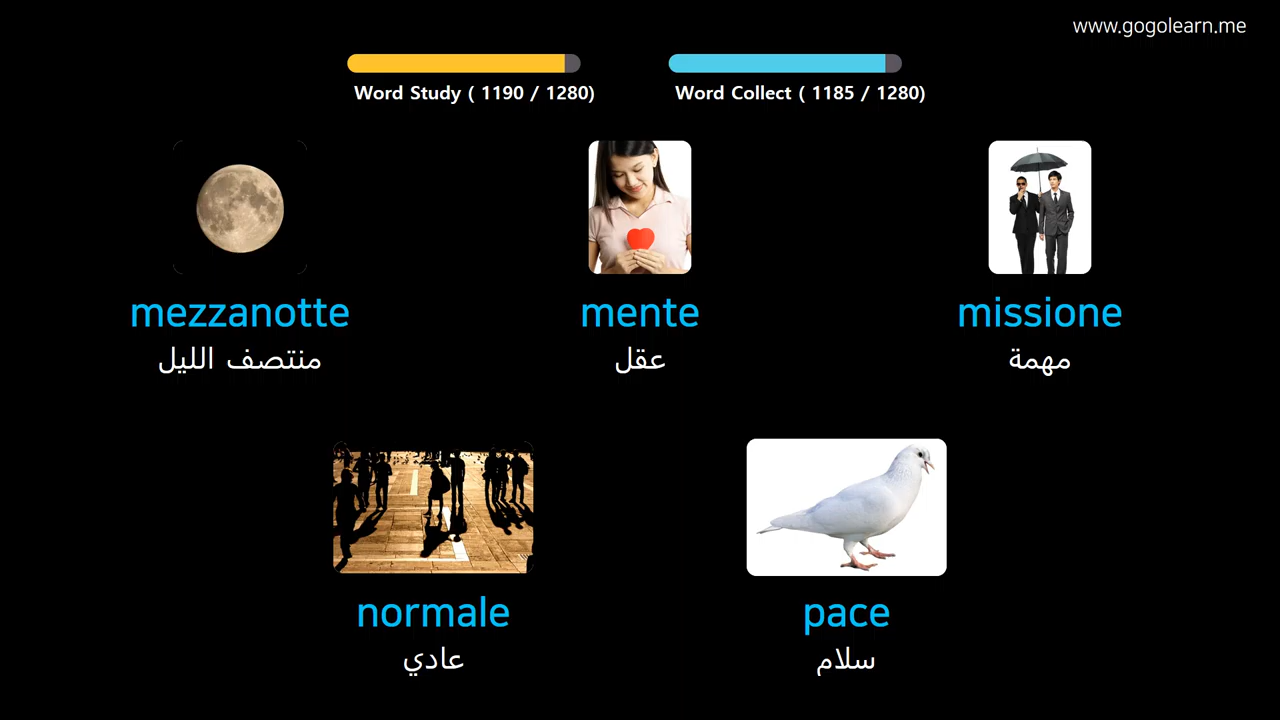 www.gogolearn.me
Word Study ( 1190 / 1280)
Word Collect ( 1185 / 1280)
mezzanotte
منتصف الليل
mente
عقل
missione
مهمة
normale
عادي
pace
سلام